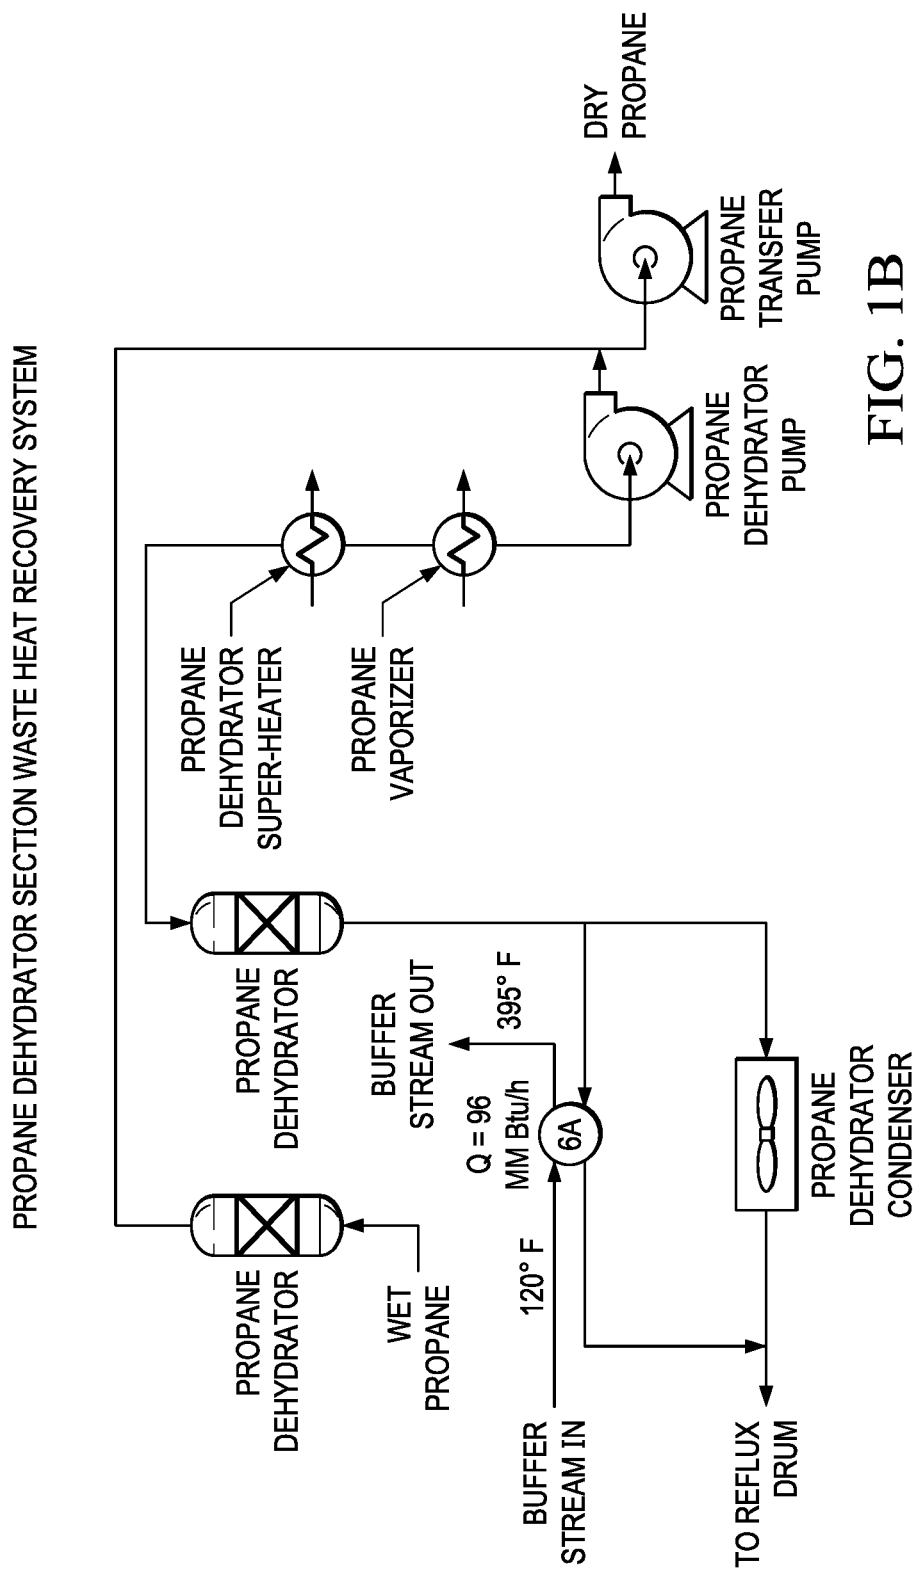 PROPANE DEHYDRATOR SECTION WASTE HEAT RECOVERY SYSTEM
PROPANE
DEHYDRATOR
WET
PROPANE
PROPANE
DEHYDRATOR
PROPANE
DEHYDRATOR
SUPER-HEATER
PROPANE
VAPORIZER
BUFFER
STREAM OUT
395° F
Q = 96
MM Btu/h
6A
120° F
BUFFER
STREAM IN
TO REFLUX
DRUM
PROPANE
DEHYDRATOR
CONDENSER
PROPANE
DEHYDRATOR
PUMP
PROPANE
TRANSFER
PUMP
DRY
PROPANE
FIG. 1B